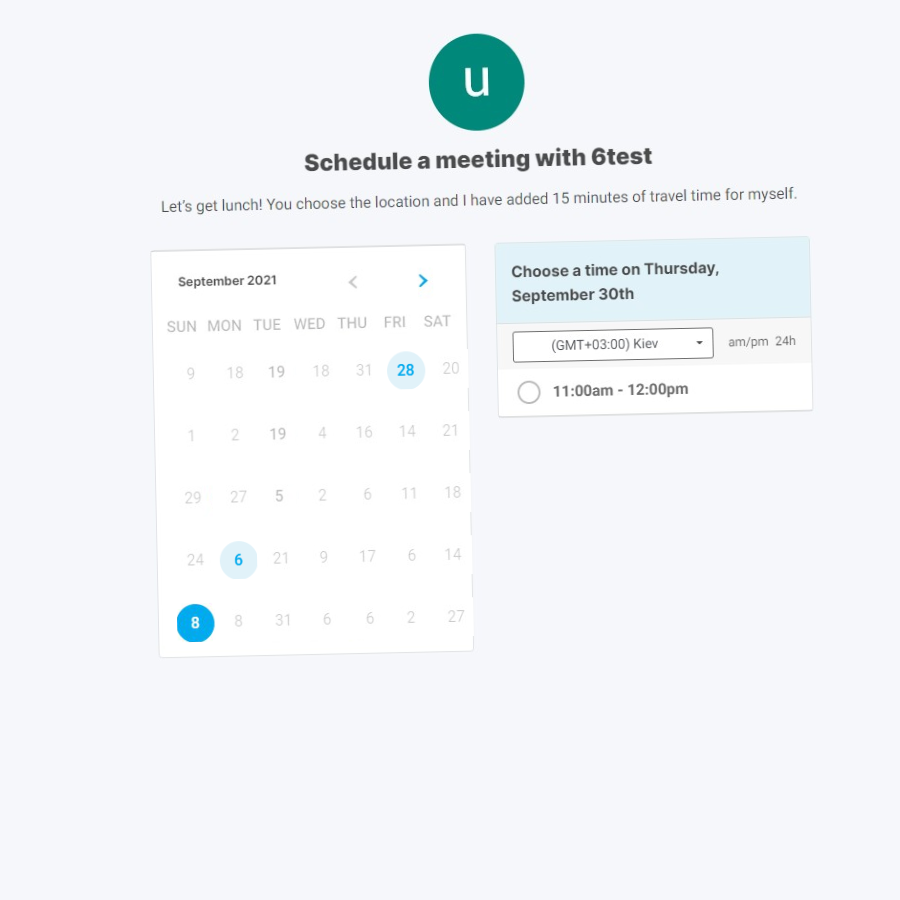 u
Schedule a meeting with 6test
Let's get lunch! You choose the location and I have added 15 minutes of travel time for myself.
September 2021
SUN MON TUE WED THU FRI SAT
9 18 19 18 31 28 20
1 2 19 4 16 14 21
29 27 5 2 6 11 18
24 6 21 9 17 6 14
8 8 31 6 6 2 27
Choose a time on Thursday,
September 30th
(GMT+03:00) Kiev am/pm 24h
11:00am - 12:00pm